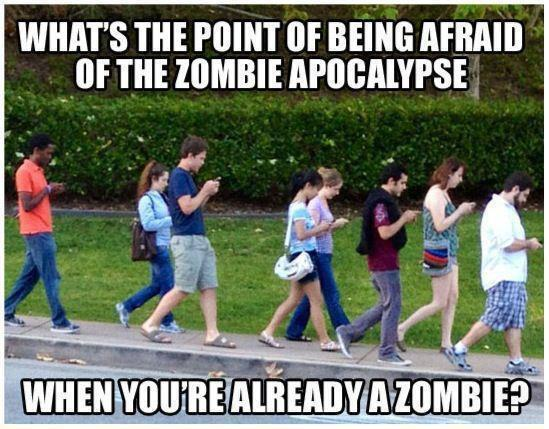 WHAT'S THE POINT OF BEING AFRAID
OF THE ZOMBIE APOCALYPSE
WHEN YOU'RE ALREADY A ZOMBIE?